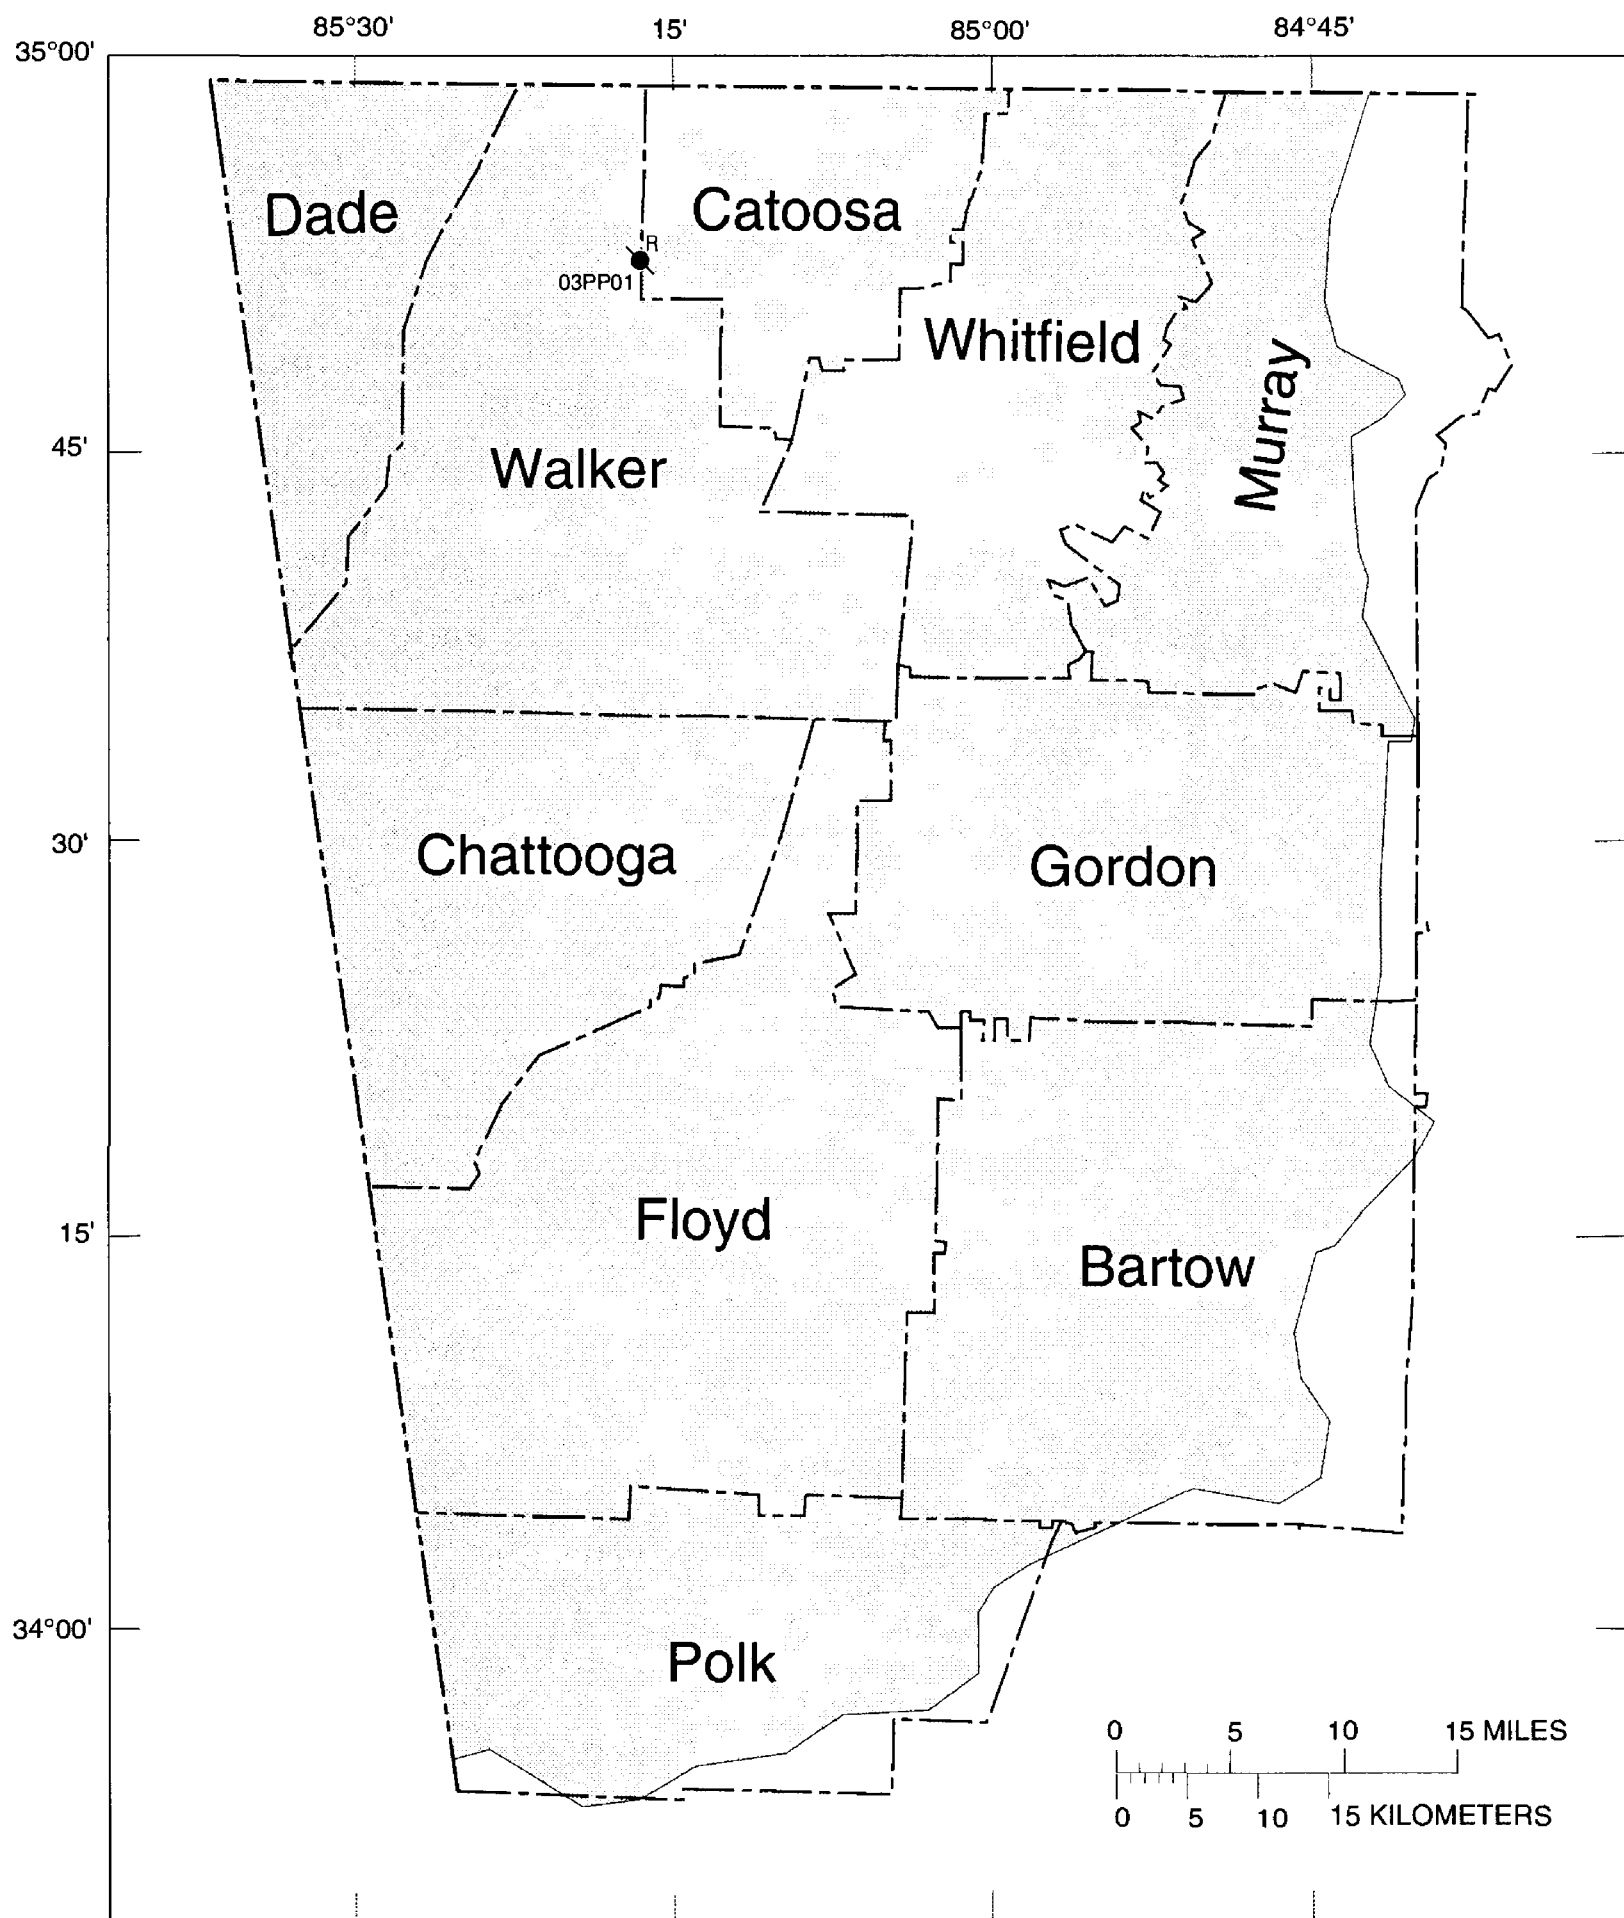 85°30' 15' 85°00' 84°45'
35°00'
Dade
Catoosa
R
03PP01
Whitfield
Murray
45'
Walker
30'
Chattooga
Gordon
15'
Floyd
Bartow
34°00'
Polk
0 5 10 15 MILES
0 5 10 15 KILOMETERS